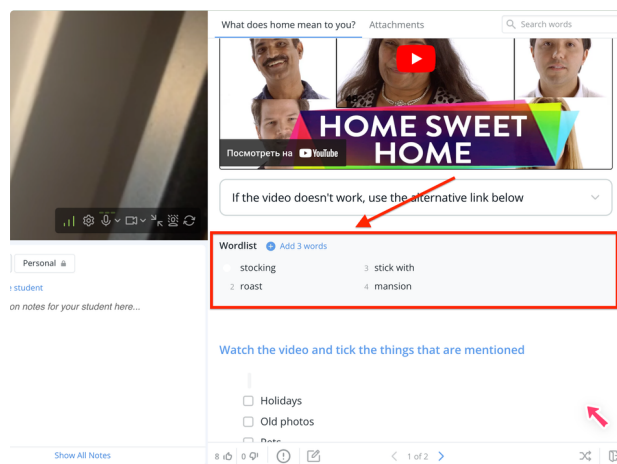 What does home mean to you? Attachments Search words
HOME SWEET
HOME
Посмотреть на YouTube
If the video doesn't work, use the alternative link below
Wordlist Add 3 words
stocking 3 stick with
2 roast 4 mansion
Personal
student
on notes for your student here...
Watch the video and tick the things that are mentioned
Holidays
Old photos
Pets
Show All Notes
8 0 1 of 2